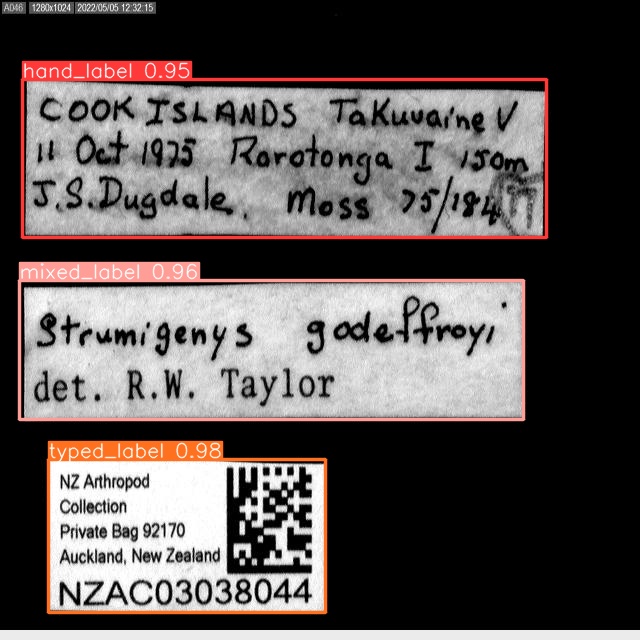 A046 1280x1024 2022/05/05 12:32:15
hand_label 0.95
COOK ISLANDS Takuvaine V
11 Oct 1975 Rarotonga I 150m
J.S. Dugdale. Moss 75/184
mixed_label 0.96
Strumigenys godeffroyi
det. R.W. Taylor
typed_label 0.98
NZ Arthropod
Collection
Private Bag 92170
Auckland, New Zealand
NZAC03038044